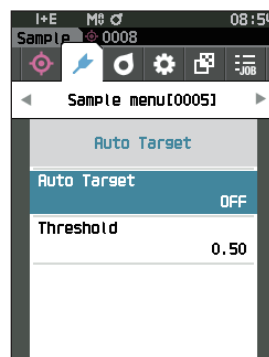 I+E M 08:5
Sample 0008
-JOB
Sample menu[0005]
Auto Target
Auto Target
OFF
Threshold
0.50